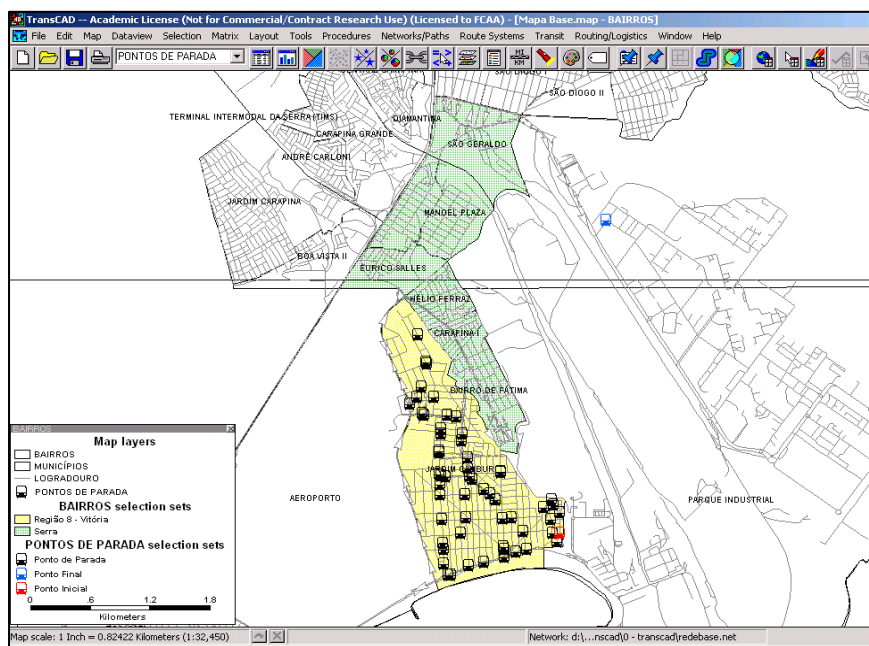 TransCAD -- Academic License (Not for Commercial/Contract Research Use) (Licensed to FCAA) - [Mapa Base.map - BAIRROS]
File Edit Map Dataview Selection Matrix Layout Tools Procedures Networks/Paths Route Systems Transit Routing/Logistics Window Help
PONTOS DE PARADA
MI
KM
SÃO DIOGO I
SÃO DIOGO II
TERMINAL INTERMODAL DA SERRA (TIMS)
DIAMANTINA
CARAPINA GRANDE
SÃO GERALDO
ANDRÉ CARLONI
JARDIM CARAPINA
MANOEL PLAZA
BOA VISTA II
EURICO SALLES
HÉLIO FERRAZ
CARAPINA I
BAIRRO DE FÁTIMA
JARDIM CAMBURI
AEROPORTO
PARQUE INDUSTRIAL
BAIRROS
Map layers
BAIRROS
MUNICÍPIOS
LOGRADOURO
PONTOS DE PARADA
BAIRROS selection sets
Região 8 - Vitória
Serra
PONTOS DE PARADA selection sets
Ponto de Parada
Ponto Final
Ponto Inicial
0 .6 1.2 1.8
Kilometers
Map scale: 1 Inch = 0.82422 Kilometers (1:32,450)
Network: d:\...nscad\0 - transcad\redebase.net